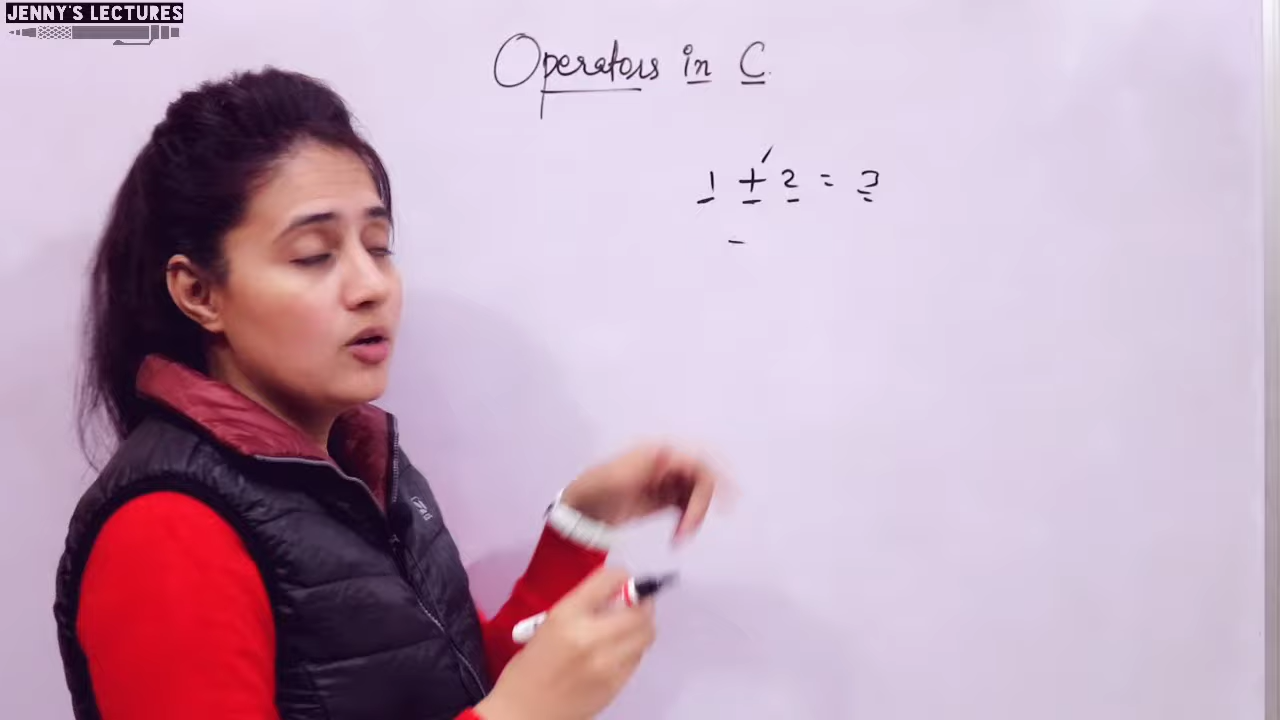 JENNY'S LECTURES
Operators in C
1 + 2 = 3